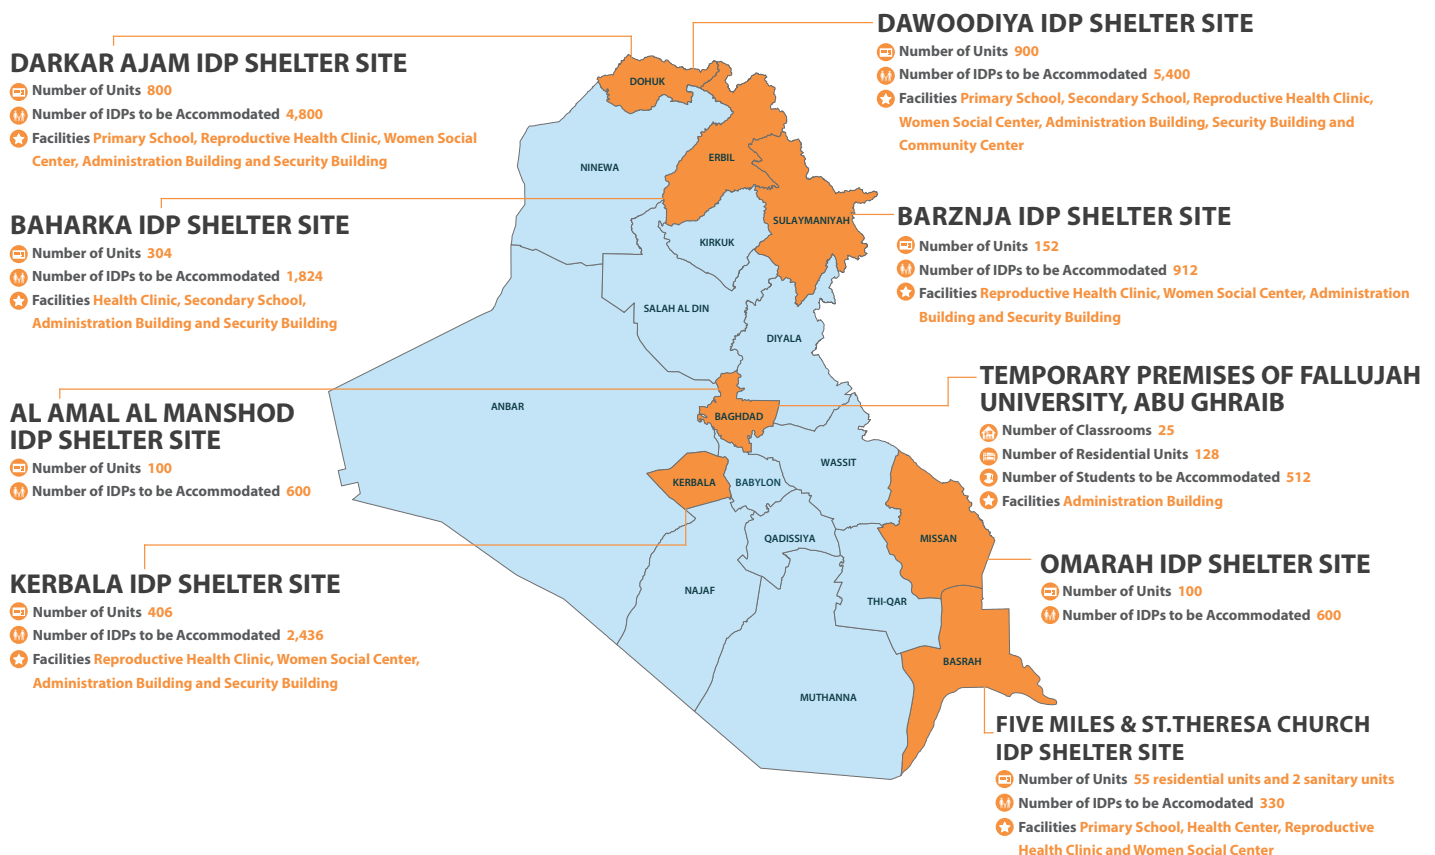 DAWOODIYA IDP SHELTER SITE
Number of Units 900
Number of IDPs to be Accommodated 5,400
Facilities Primary School, Secondary School, Reproductive Health Clinic,
Women Social Center, Administration Building, Security Building and
Community Center
DARKAR AJAM IDP SHELTER SITE
Number of Units 800
Number of IDPs to be Accommodated 4,800
Facilities Primary School, Reproductive Health Clinic, Women Social
Center, Administration Building and Security Building
BAHARKA IDP SHELTER SITE
Number of Units 304
Number of IDPs to be Accommodated 1,824
Facilities Health Clinic, Secondary School,
Administration Building and Security Building
BARZNJA IDP SHELTER SITE
Number of Units 152
Number of IDPs to be Accommodated 912
Facilities Reproductive Health Clinic, Women Social Center, Administration
Building and Security Building
AL AMAL AL MANSHOD
IDP SHELTER SITE
Number of Units 100
Number of IDPs to be Accommodated 600
TEMPORARY PREMISES OF FALLUJAH
UNIVERSITY, ABU GHRAIB
Number of Classrooms 25
Number of Residential Units 128
Number of Students to be Accommodated 512
Facilities Administration Building
KERBALA IDP SHELTER SITE
Number of Units 406
Number of IDPs to be Accommodated 2,436
Facilities Reproductive Health Clinic, Women Social Center,
Administration Building and Security Building
OMARAH IDP SHELTER SITE
Number of Units 100
Number of IDPs to be Accommodated 600
FIVE MILES & ST.THERESA CHURCH
IDP SHELTER SITE
Number of Units 55 residential units and 2 sanitary units
Number of IDPs to be Accomodated 330
Facilities Primary School, Health Center, Reproductive
Health Clinic and Women Social Center
DOHUK
NINEWA
ERBIL
SULAYMANIYAH
KIRKUK
SALAH AL DIN
DIYALA
ANBAR
BAGHDAD
WASSIT
KERBALA
BABYLON
QADISSIYA
MISSAN
NAJAF
THI-QAR
BASRAH
MUTHANNA